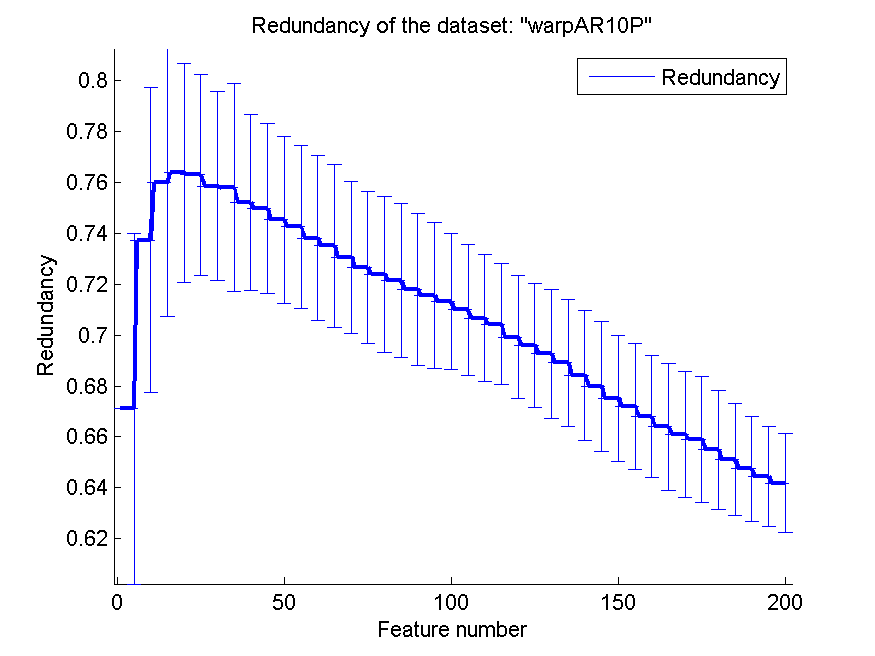 Redundancy of the dataset: "warpAR10P"
Redundancy
0.8
0.78
0.76
0.74
0.72
0.7
0.68
0.66
0.64
0.62
Redundancy
0 50 100 150 200
Feature number